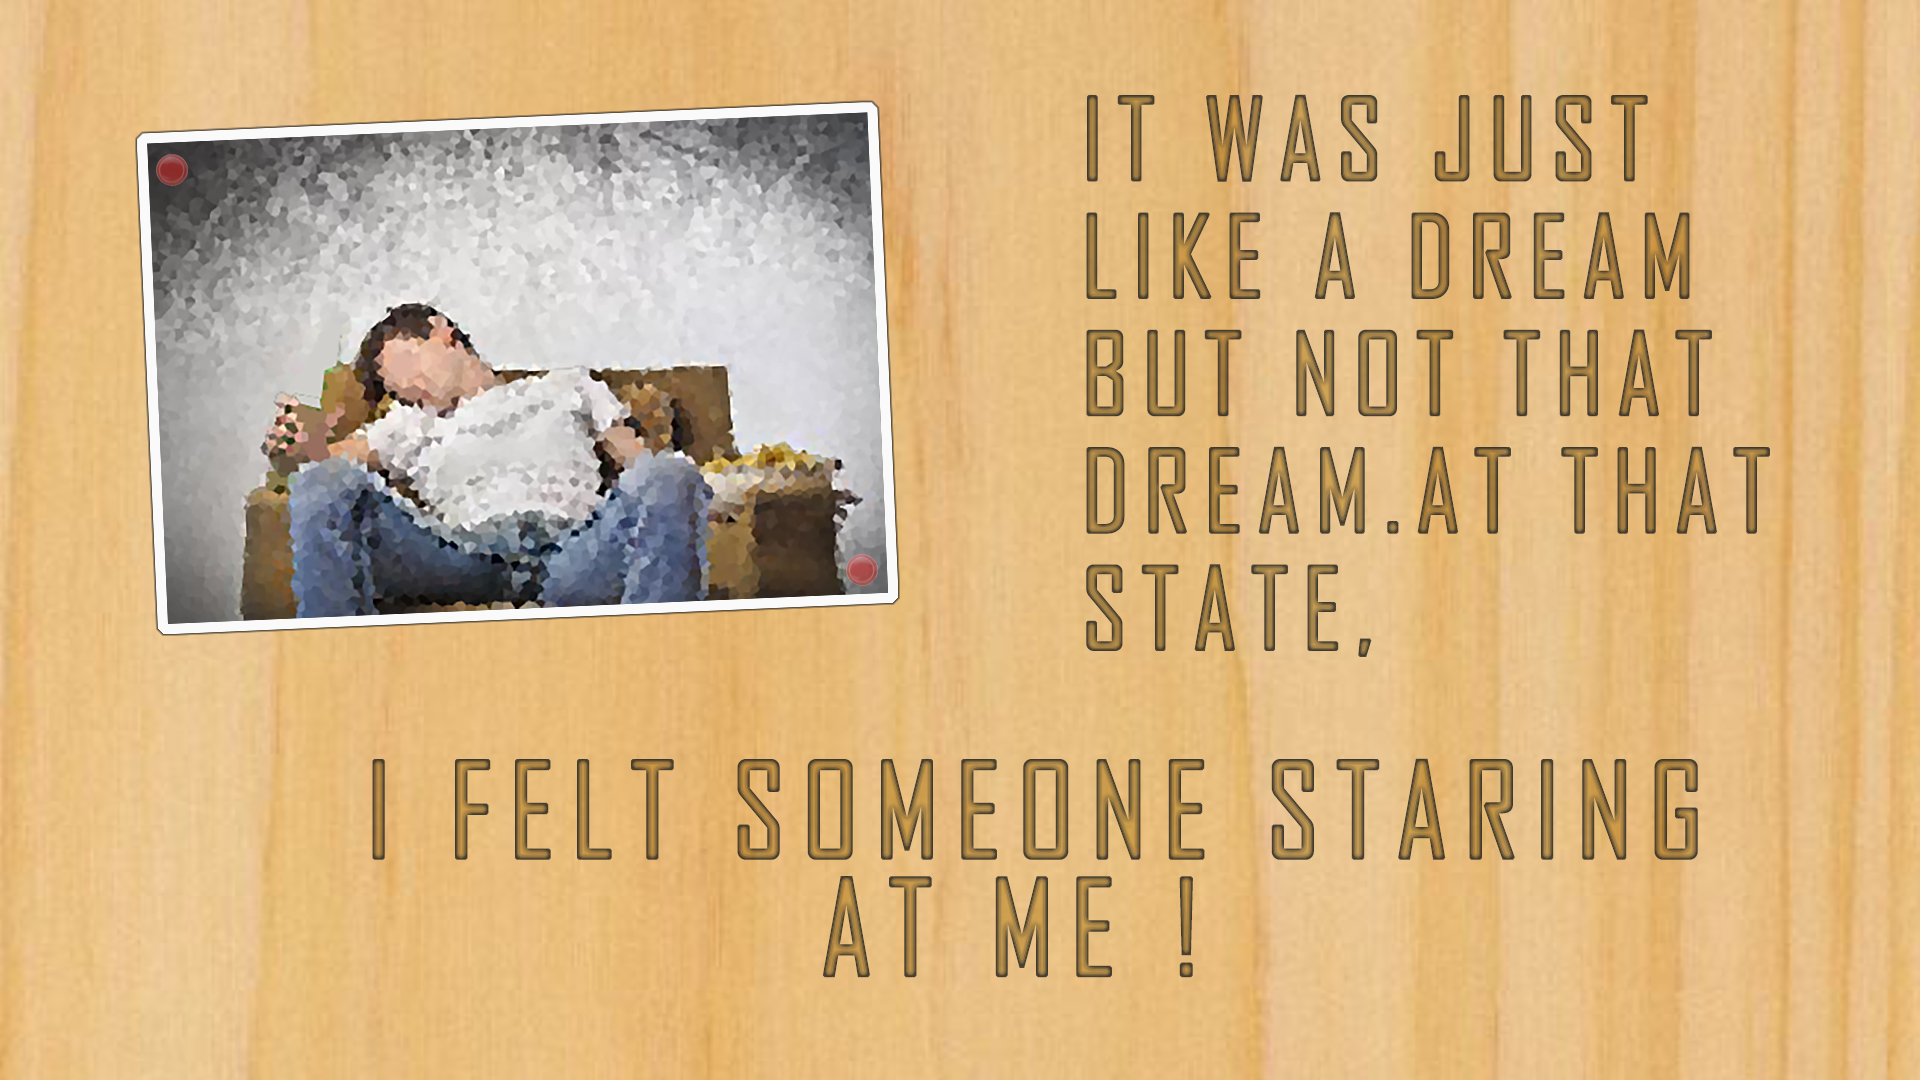 IT WAS JUST
LIKE A DREAM
BUT NOT THAT
DREAM.AT THAT
STATE,
I FELT SOMEONE STARING
AT ME !